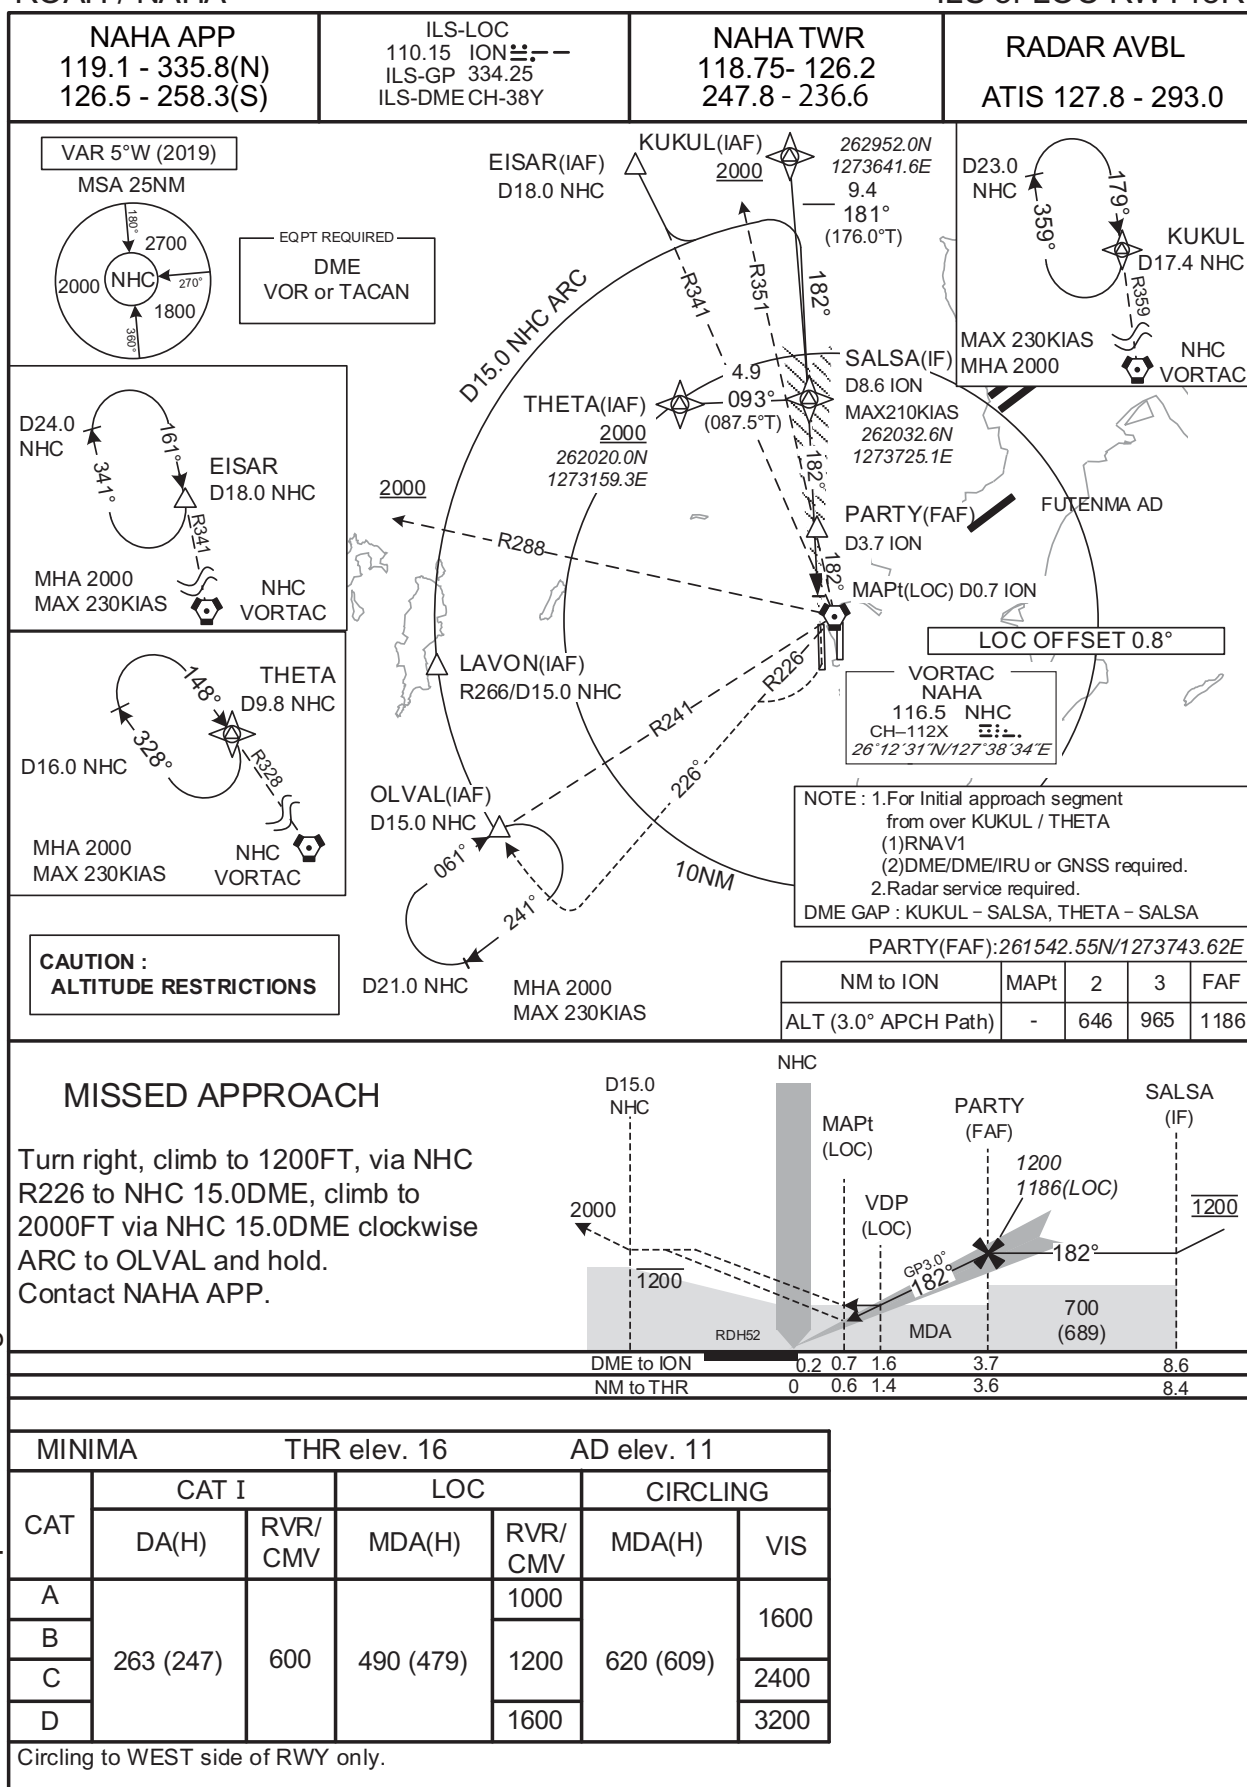 NAHA APP
119.1 - 335.8(N)
126.5 - 258.3(S)
ILS-LOC
110.15 ION
ILS-GP 334.25
ILS-DME CH-38Y
NAHA TWR
118.75- 126.2
247.8 - 236.6
RADAR AVBL
ATIS 127.8 - 293.0
VAR 5°W (2019)
MSA 25NM
180°
2700
2000
NHC
270°
1800
360°
EQPT REQUIRED
DME
VOR or TACAN
EISAR(IAF)
D18.0 NHC
KUKUL(IAF)
2000
262952.0N
1273641.6E
9.4
181°
(176.0°T)
D23.0
NHC
179°
359°
KUKUL
D17.4 NHC
R359
MAX 230KIAS
MHA 2000
NHC
VORTAC
D15.0 NHC ARC
R341
R351
182°
SALSA(IF)
D8.6 ION
MAX210KIAS
262032.6N
1273725.1E
4.9
093°
(087.5°T)
THETA(IAF)
2000
262020.0N
1273159.3E
182°
D24.0
NHC
161°
341°
EISAR
D18.0 NHC
R341
MHA 2000
MAX 230KIAS
NHC
VORTAC
2000
R288
PARTY(FAF)
D3.7 ION
FUTENMA AD
182°
MAPt(LOC) D0.7 ION
LOC OFFSET 0.8°
THETA
D9.8 NHC
148°
328°
D16.0 NHC
R328
MHA 2000
MAX 230KIAS
NHC
VORTAC
LAVON(IAF)
R266/D15.0 NHC
R226
R241
226°
VORTAC
NAHA
116.5 NHC
CH–112X
26°12´31˝N/127°38´34˝E
OLVAL(IAF)
D15.0 NHC
061°
241°
D21.0 NHC
MHA 2000
MAX 230KIAS
10NM
NOTE : 1.For Initial approach segment
from over KUKUL / THETA
(1)RNAV1
(2)DME/DME/IRU or GNSS required.
2.Radar service required.
DME GAP : KUKUL – SALSA, THETA – SALSA
CAUTION :
ALTITUDE RESTRICTIONS
PARTY(FAF):261542.55N/1273743.62E
NM to ION MAPt 2 3 FAF
ALT (3.0° APCH Path) - 646 965 1186
MISSED APPROACH
Turn right, climb to 1200FT, via NHC
R226 to NHC 15.0DME, climb to
2000FT via NHC 15.0DME clockwise
ARC to OLVAL and hold.
Contact NAHA APP.
D15.0
NHC
NHC
MAPt
(LOC)
VDP
(LOC)
PARTY
(FAF)
SALSA
(IF)
1200
1186(LOC)
1200
2000
1200
GP3.0°
182°
182°
RDH52
MDA
700
(689)
DME to ION 0.2 0.7 1.6 3.7 8.6
NM to THR 0 0.6 1.4 3.6 8.4
MINIMA THR elev. 16 AD elev. 11
CAT CAT I LOC CIRCLING
DA(H) RVR/CMV MDA(H) RVR/CMV MDA(H) VIS
A 263 (247) 600 490 (479) 1000 620 (609) 1600
B 1200
C 2400
D 1600 3200
Circling to WEST side of RWY only.